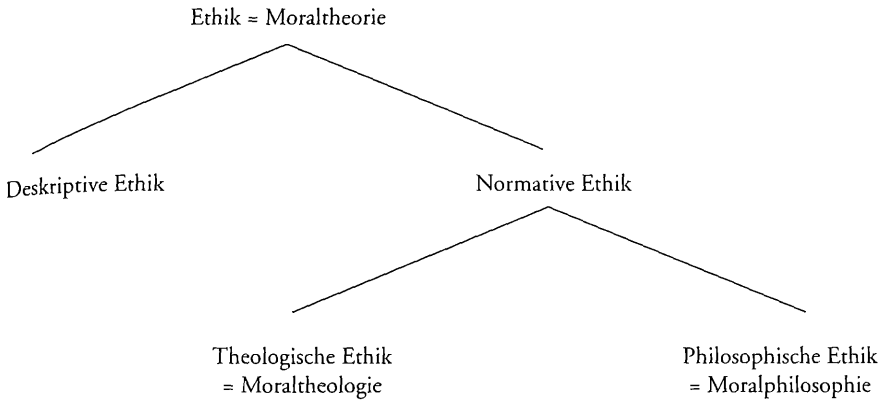 Ethik = Moraltheorie
Deskriptive Ethik
Normative Ethik
Theologische Ethik
= Moraltheologie
Philosophische Ethik
= Moralphilosophie